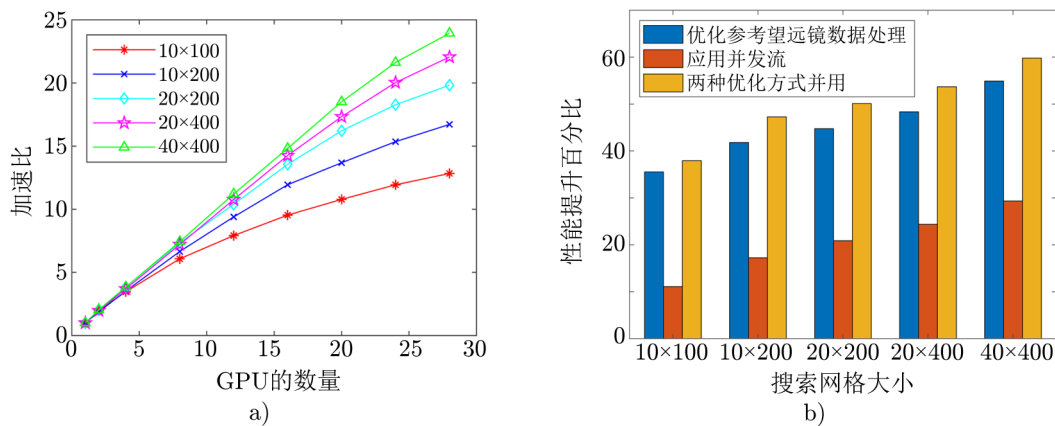 25
20
15
10
5
0
加速比
10×100
10×200
20×200
20×400
40×400
0 5 10 15 20 25 30
GPU的数量
a)
60
40
20
0
性能提升百分比
优化参考望远镜数据处理
应用并发流
两种优化方式并用
10×100 10×200 20×200 20×400 40×400
搜索网格大小
b)